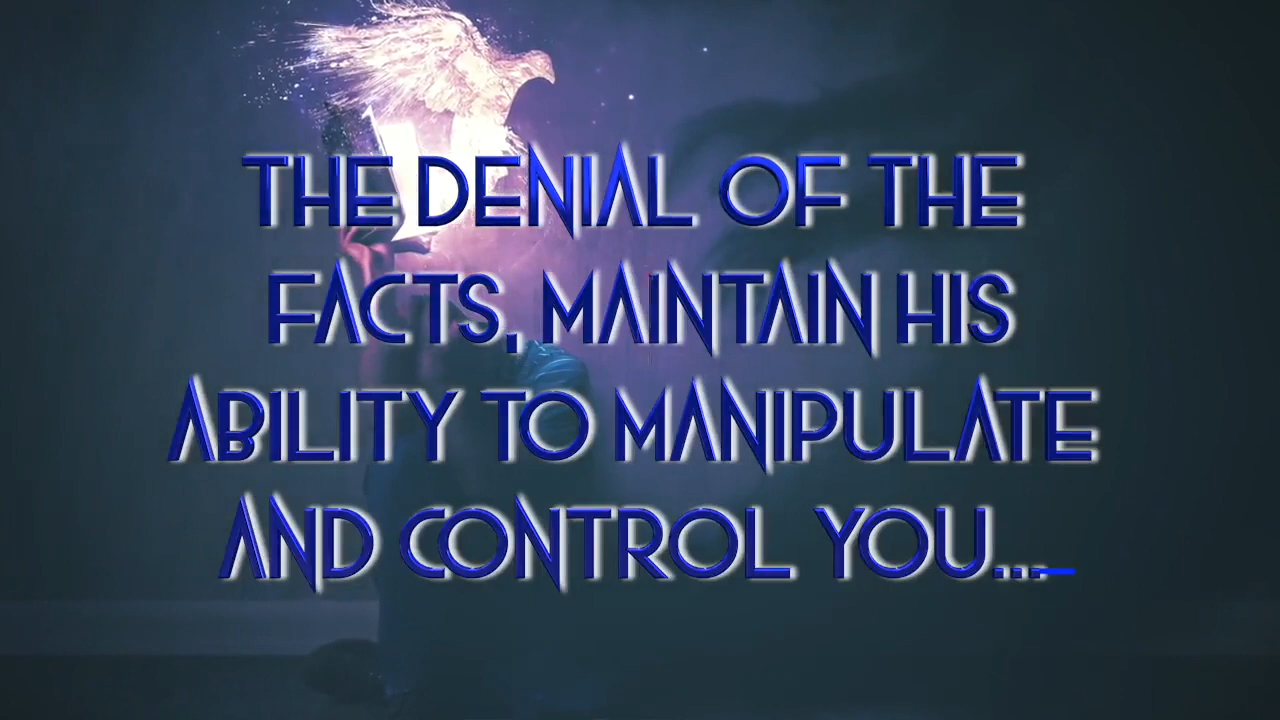 THE DENIAL OF THE
FACTS, MAINTAIN HIS
ABILITY TO MANIPULATE
AND CONTROL YOU..._